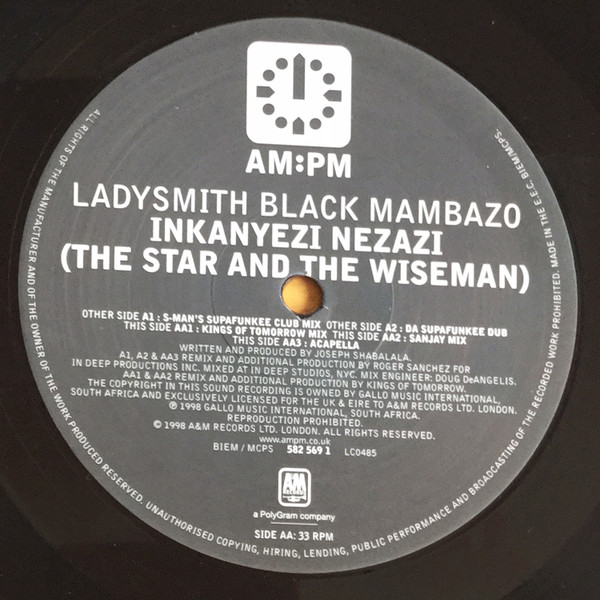 AM:PM
LADYSMITH BLACK MAMBAZO
INKANYEZI NEZAZI
(THE STAR AND THE WISEMAN)
OTHER SIDE A1 : S-MAN'S SUPAFUNKEE CLUB MIX OTHER SIDE A2 : DA SUPAFUNKEE DUB
THIS SIDE AA1 : KINGS OF TOMORROW MIX THIS SIDE AA2 : SANJAY MIX
THIS SIDE AA3 : ACAPELLA
WRITTEN AND PRODUCED BY JOSEPH SHABALALA.
A1, A2 & AA3 REMIX AND ADDITIONAL PRODUCTION BY ROGER SANCHEZ FOR
IN DEEP PRODUCTIONS INC. MIXED AT IN DEEP STUDIOS, NYC. MIX ENGINEER: DOUG DeANGELIS.
AA1 & AA2 REMIX AND ADDITIONAL PRODUCTION BY KINGS OF TOMORROW.
THE COPYRIGHT IN THIS SOUND RECORDING IS OWNED BY GALLO MUSIC INTERNATIONAL,
SOUTH AFRICA AND EXCLUSIVELY LICENSED FOR THE UK & EIRE TO A&M RECORDS LTD. LONDON.
℗ 1998 GALLO MUSIC INTERNATIONAL, SOUTH AFRICA.
REPRODUCTION PROHIBITED.
© 1998 A&M RECORDS LTD. LONDON. ALL RIGHTS RESERVED.
www.ampm.co.uk
BIEM / MCPS 582 569 1 LC0485
A&M
RECORDS
a PolyGram company
SIDE AA: 33 RPM
ALL RIGHTS OF THE MANUFACTURER AND OF THE OWNER OF THE WORK PRODUCED RESERVED. UNAUTHORISED COPYING, HIRING, LENDING, PUBLIC PERFORMANCE AND BROADCASTING OF THE RECORDED WORK PROHIBITED. MADE IN THE E.E.C. BIEM/MCPS.